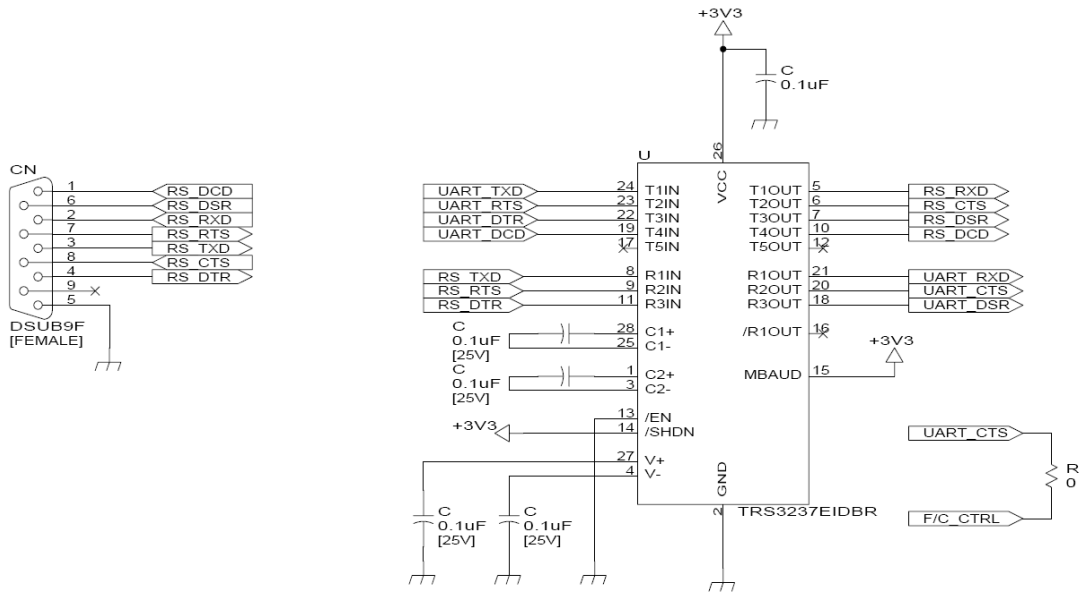 +3V3
C
0.1uF
CN
1 RS_DCD
6 RS_DSR
2 RS_RXD
7 RS_RTS
3 RS_TXD
8 RS_CTS
4 RS_DTR
9
5
DSUB9F
[FEMALE]
U
26
VCC
UART_TXD 24 T1IN T1OUT 5 RS_RXD
UART_RTS 23 T2IN T2OUT 6 RS_CTS
UART_DTR 22 T3IN T3OUT 7 RS_DSR
UART_DCD 19 T4IN T4OUT 10 RS_DCD
17 T5IN T5OUT 12
RS_TXD 8 R1IN R1OUT 21 UART_RXD
RS_RTS 9 R2IN R2OUT 20 UART_CTS
RS_DTR 11 R3IN R3OUT 18 UART_DSR
C
0.1uF
[25V]
28 C1+ /R1OUT 16
25 C1-
C
0.1uF
[25V]
1 C2+ MBAUD 15
3 C2-
+3V3
13 /EN
+3V3 14 /SHDN
27 V+
4 V-
GND
2
TRS3237EIDBR
C
0.1uF
[25V]
C
0.1uF
[25V]
UART_CTS
R
0
F/C_CTRL